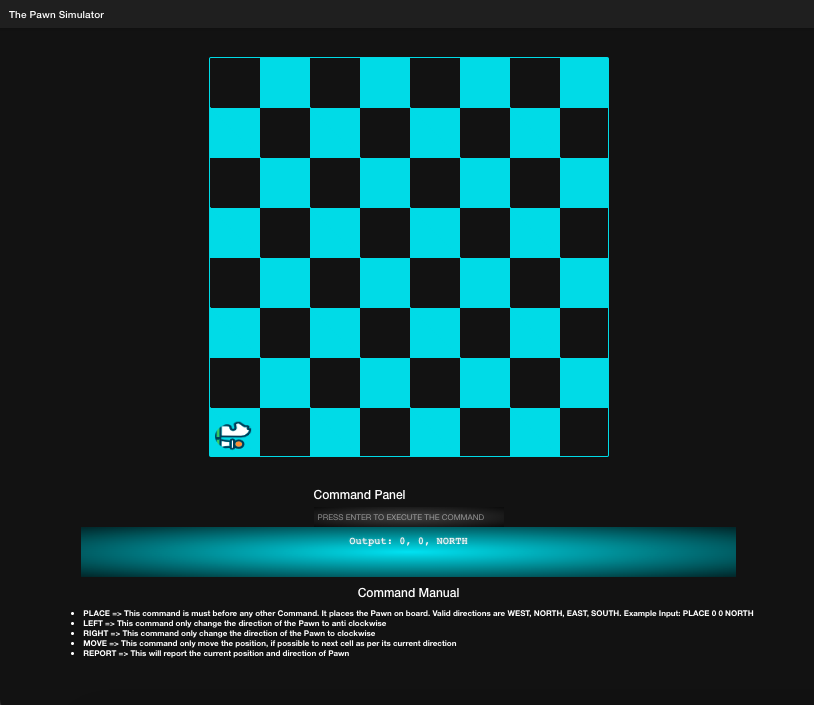 The Pawn Simulator
Command Panel
PRESS ENTER TO EXECUTE THE COMMAND
Output: 0, 0, NORTH
Command Manual
• PLACE => This command is must before any other Command. It places the Pawn on board. Valid directions are WEST, NORTH, EAST, SOUTH. Example Input: PLACE 0 0 NORTH
• LEFT => This command only change the direction of the Pawn to anti clockwise
• RIGHT => This command only change the direction of the Pawn to clockwise
• MOVE => This command only move the position, if possible to next cell as per its current direction
• REPORT => This will report the current position and direction of Pawn